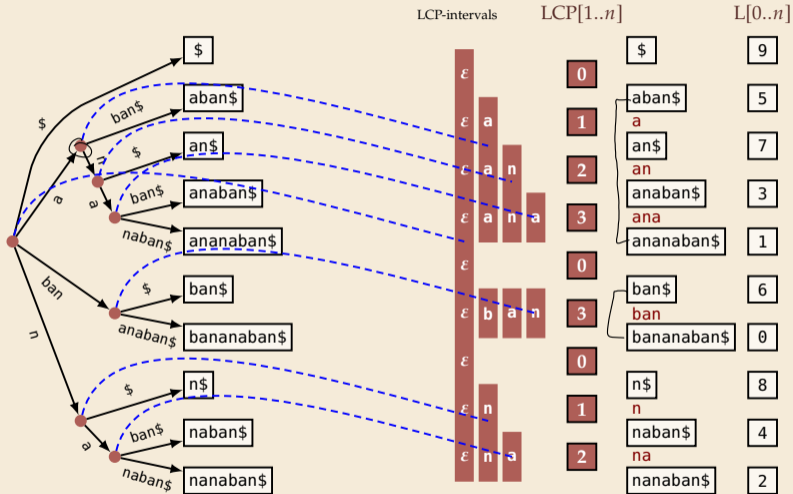 LCP-intervals LCP[1..n] L[0..n]
$ $ 9
ε 0
$ ban$ aban$ aban$ 5
ε a 1 a
n $ an$ an$ 7
ε a n 2 an
a a ban$ anaban$ anaban$ 3
ε a n a 3 ana
naban$ ananaban$ ananaban$ 1
ε 0
ban $ ban$ ban$ 6
ε b a n 3 ban
anaban$ bananaban$ bananaban$ 0
n ε 0
$ n$ n$ 8
ε n 1 n
a ban$ naban$ naban$ 4
ε n a 2 na
naban$ nanaban$ nanaban$ 2